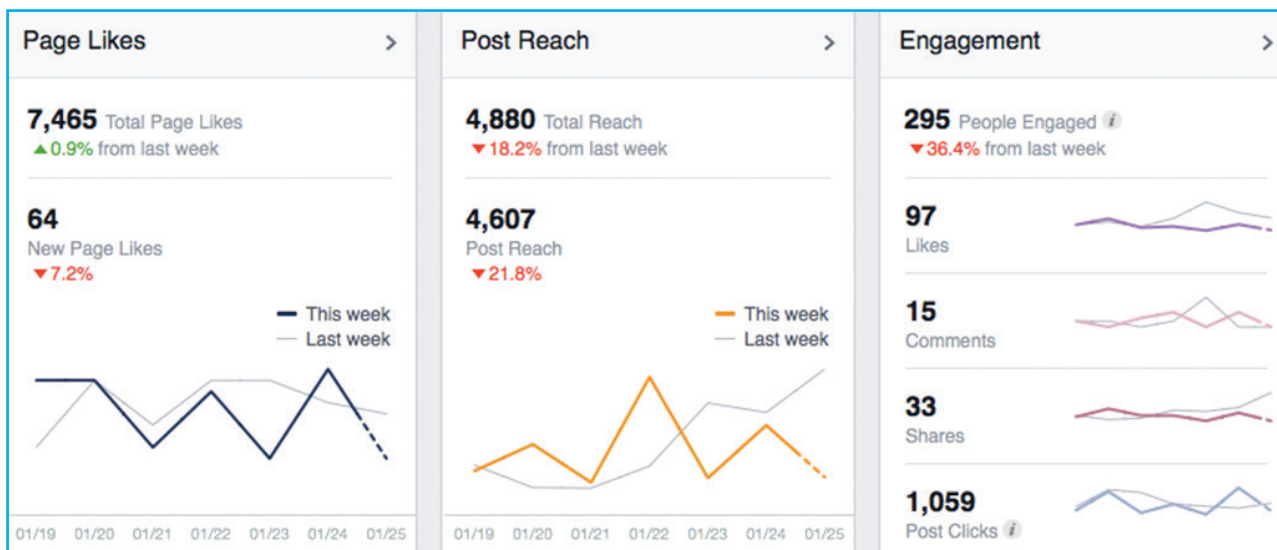 Page Likes
7,465 Total Page Likes
▲0.9% from last week
64
New Page Likes
▼7.2%
This week
Last week
01/19 01/20 01/21 01/22 01/23 01/24 01/25
Post Reach
4,880 Total Reach
▼18.2% from last week
4,607
Post Reach
▼21.8%
This week
Last week
01/19 01/20 01/21 01/22 01/23 01/24 01/25
Engagement
295 People Engaged i
▼36.4% from last week
97
Likes
15
Comments
33
Shares
1,059
Post Clicks i